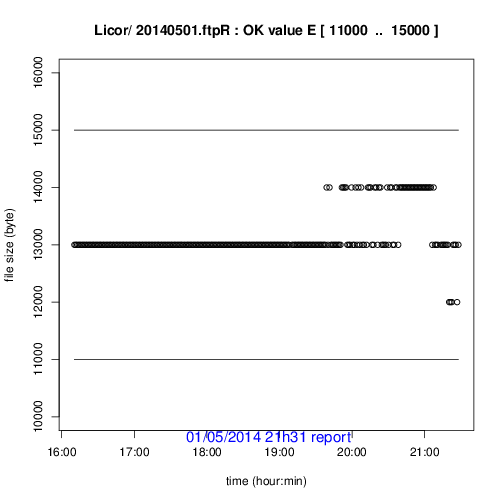 Licor/ 20140501.ftpR : OK value E [ 11000 .. 15000 ]
16000
15000
14000
13000
12000
11000
10000
file size (byte)
01/05/2014 21h31 report
16:00 17:00 18:00 19:00 20:00 21:00
time (hour:min)